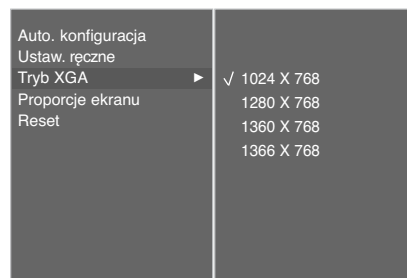 Auto. konfiguracja
Ustaw. ręczne
Tryb XGA
Proporcje ekranu
Reset
1024 X 768
1280 X 768
1360 X 768
1366 X 768